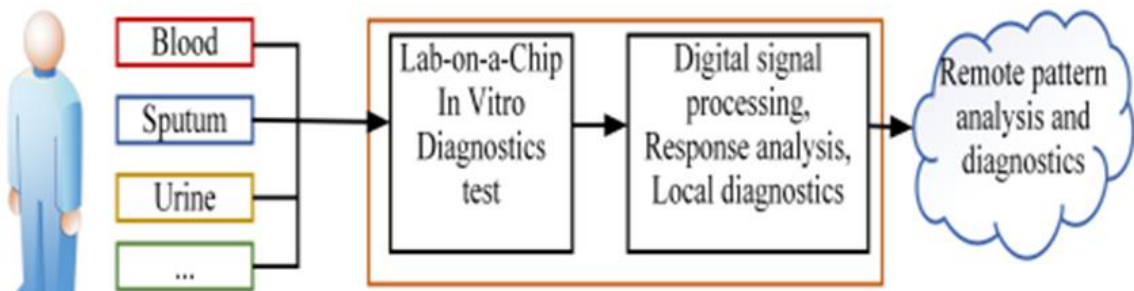 Blood
Sputum
Urine
...
Lab-on-a-Chip
In Vitro
Diagnostics
test
Digital signal
processing,
Response analysis,
Local diagnostics
Remote pattern
analysis and
diagnostics